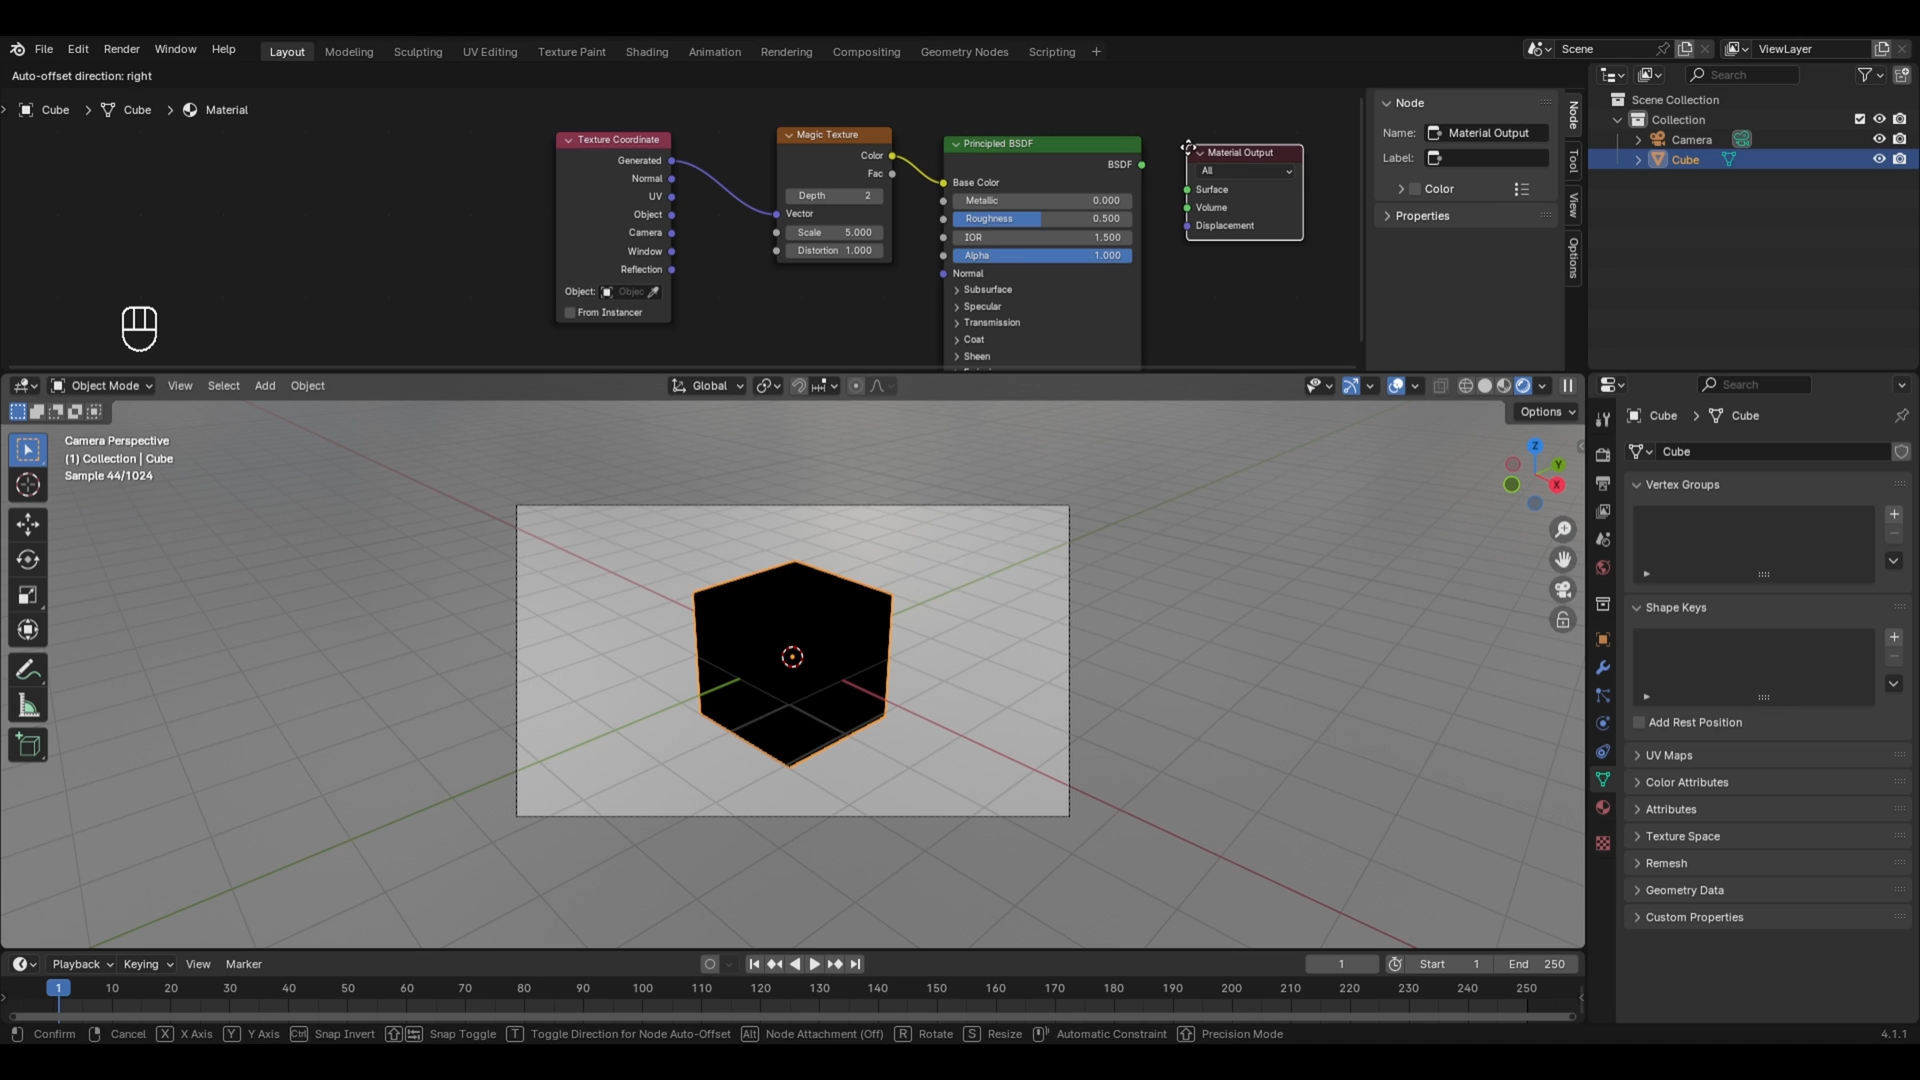 File Edit Render Window Help Layout Modeling Sculpting UV Editing Texture Paint Shading Animation Rendering Compositing Geometry Nodes Scripting + Scene ViewLayer
Auto-offset direction: right
Search
Cube > Cube > Material
Texture Coordinate
Generated
Normal
UV
Object
Camera
Window
Reflection
Object: Objec
From Instancer
Magic Texture
Color
Fac
Depth 2
Vector
Scale 5.000
Distortion 1.000
Principled BSDF
BSDF
Base Color
Metallic 0.000
Roughness 0.500
IOR 1.500
Alpha 1.000
Normal
Subsurface
Specular
Transmission
Coat
Sheen
Material Output
All
Surface
Volume
Displacement
Node
Name: Material Output
Label:
Color
Properties
Node
Tool
View
Options
Scene Collection
Collection
Camera
Cube
Object Mode View Select Add Object Global
Options
Camera Perspective
(1) Collection | Cube
Sample 44/1024
Z
Y
X
Search
Cube > Cube
Cube
Vertex Groups
Shape Keys
Add Rest Position
UV Maps
Color Attributes
Attributes
Texture Space
Remesh
Geometry Data
Custom Properties
Playback Keying View Marker 1 Start 1 End 250
1 10 20 30 40 50 60 70 80 90 100 110 120 130 140 150 160 170 180 190 200 210 220 230 240 250
Confirm Cancel X X Axis Y Y Axis Ctrl Snap Invert Snap Toggle T Toggle Direction for Node Auto-Offset Alt Node Attachment (Off) R Rotate S Resize Automatic Constraint Precision Mode 4.1.1